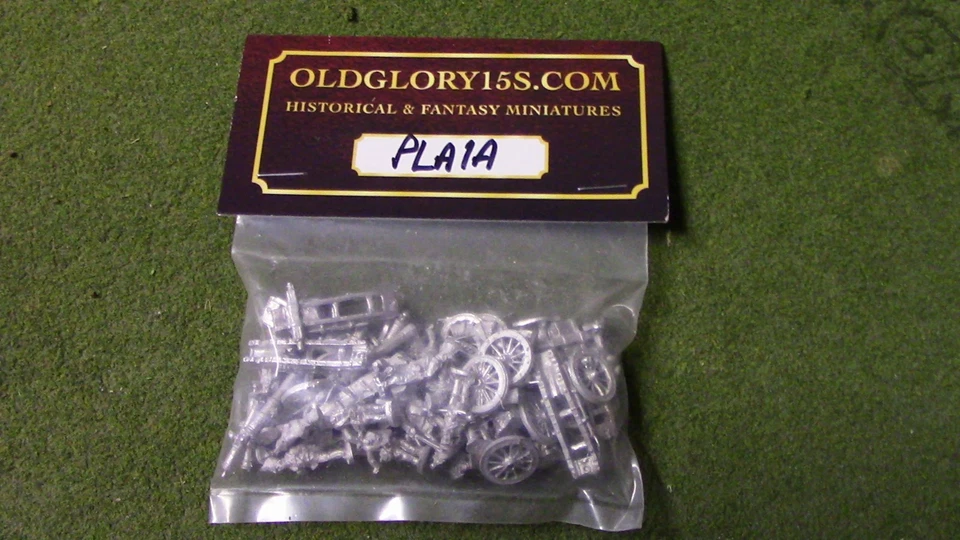 OLDGLORY15S.COM
HISTORICAL & FANTASY MINIATURES
PLA1A